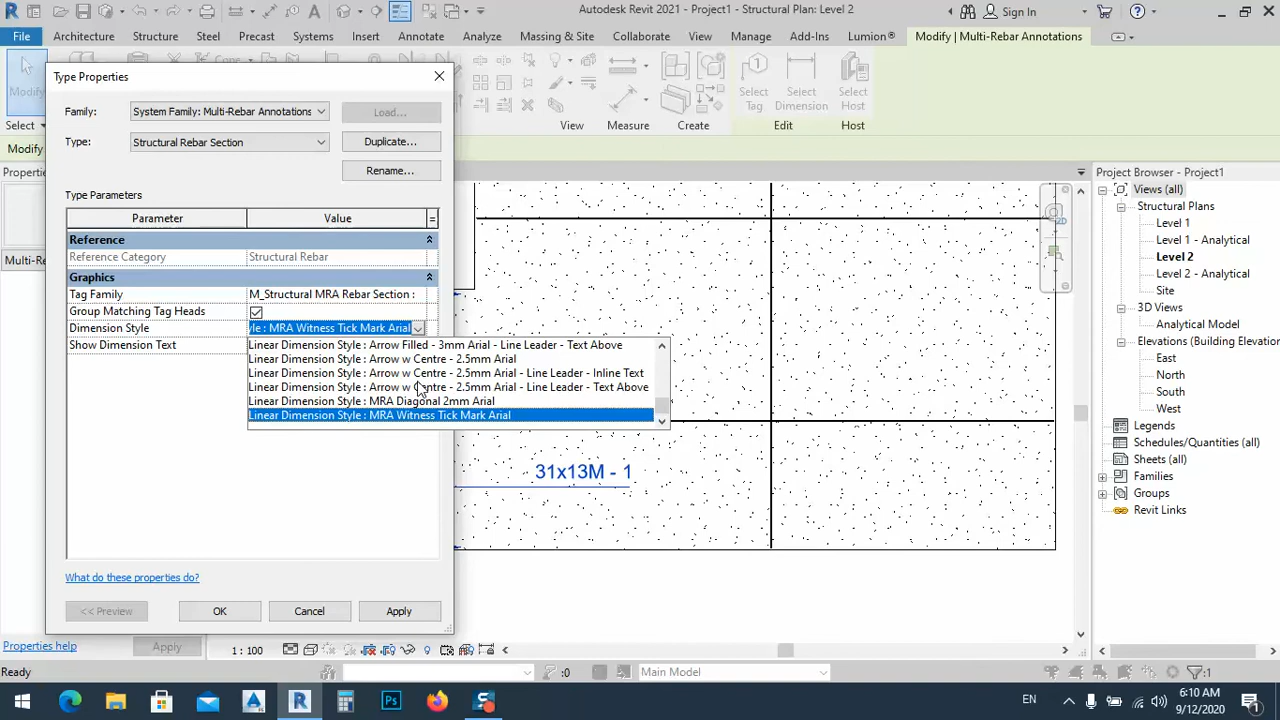 Autodesk Revit 2021 - Project1 - Structural Plan: Level 2
Sign In
File
Architecture
Structure
Steel
Precast
Systems
Insert
Annotate
Analyze
Massing & Site
Collaborate
View
Manage
Add-Ins
Lumion®
Modify | Multi-Rebar Annotations
Modify
Select
View
Measure
Create
Select Tag
Select Dimension
Select Host
Edit
Host
Modify
Properties
Multi-Re
Type Properties
Family:
System Family: Multi-Rebar Annotations
Load...
Type:
Structural Rebar Section
Duplicate...
Rename...
Type Parameters
Parameter
Value
=
Reference
Reference Category
Structural Rebar
Graphics
Tag Family
M_Structural MRA Rebar Section :
Group Matching Tag Heads
Dimension Style
yle : MRA Witness Tick Mark Arial
Show Dimension Text
Linear Dimension Style : Arrow Filled - 3mm Arial - Line Leader - Text Above
Linear Dimension Style : Arrow w Centre - 2.5mm Arial
Linear Dimension Style : Arrow w Centre - 2.5mm Arial - Line Leader - Inline Text
Linear Dimension Style : Arrow w Centre - 2.5mm Arial - Line Leader - Text Above
Linear Dimension Style : MRA Diagonal 2mm Arial
Linear Dimension Style : MRA Witness Tick Mark Arial
What do these properties do?
<< Preview
OK
Cancel
Apply
31x13M - 1
Project Browser - Project1
Views (all)
Structural Plans
Level 1
Level 1 - Analytical
Level 2
Level 2 - Analytical
Site
3D Views
Analytical Model
Elevations (Building Elevation
East
North
South
West
Legends
Schedules/Quantities (all)
Sheets (all)
Families
Groups
Revit Links
Properties help
Apply
1 : 100
Ready
:0
Main Model
:1
EN
6:10 AM
9/12/2020